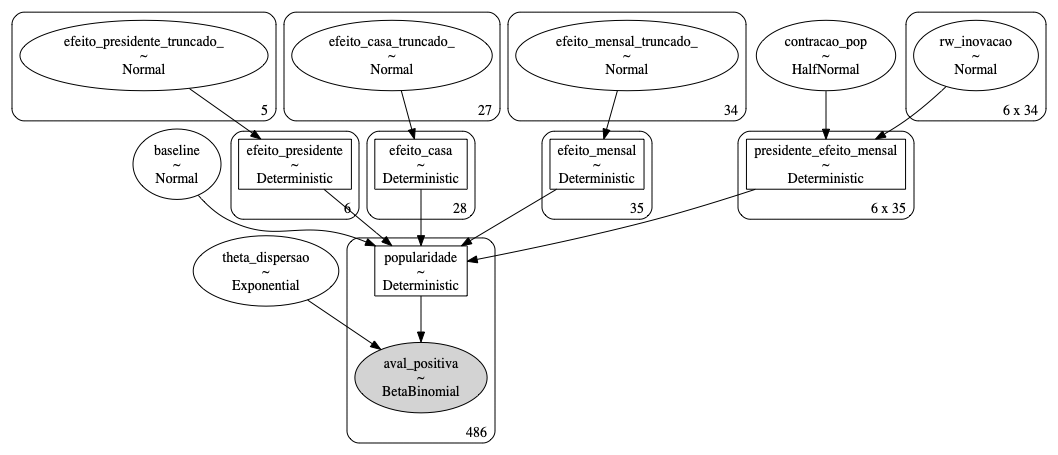 efeito_presidente_truncado_
~
Normal
5
efeito_casa_truncado_
~
Normal
27
efeito_mensal_truncado_
~
Normal
34
contracao_pop
~
HalfNormal
rw_inovacao
~
Normal
6 x 34
baseline
~
Normal
efeito_presidente
~
Deterministic
6
efeito_casa
~
Deterministic
28
efeito_mensal
~
Deterministic
35
presidente_efeito_mensal
~
Deterministic
6 x 35
theta_dispersao
~
Exponential
popularidade
~
Deterministic
aval_positiva
~
BetaBinomial
486